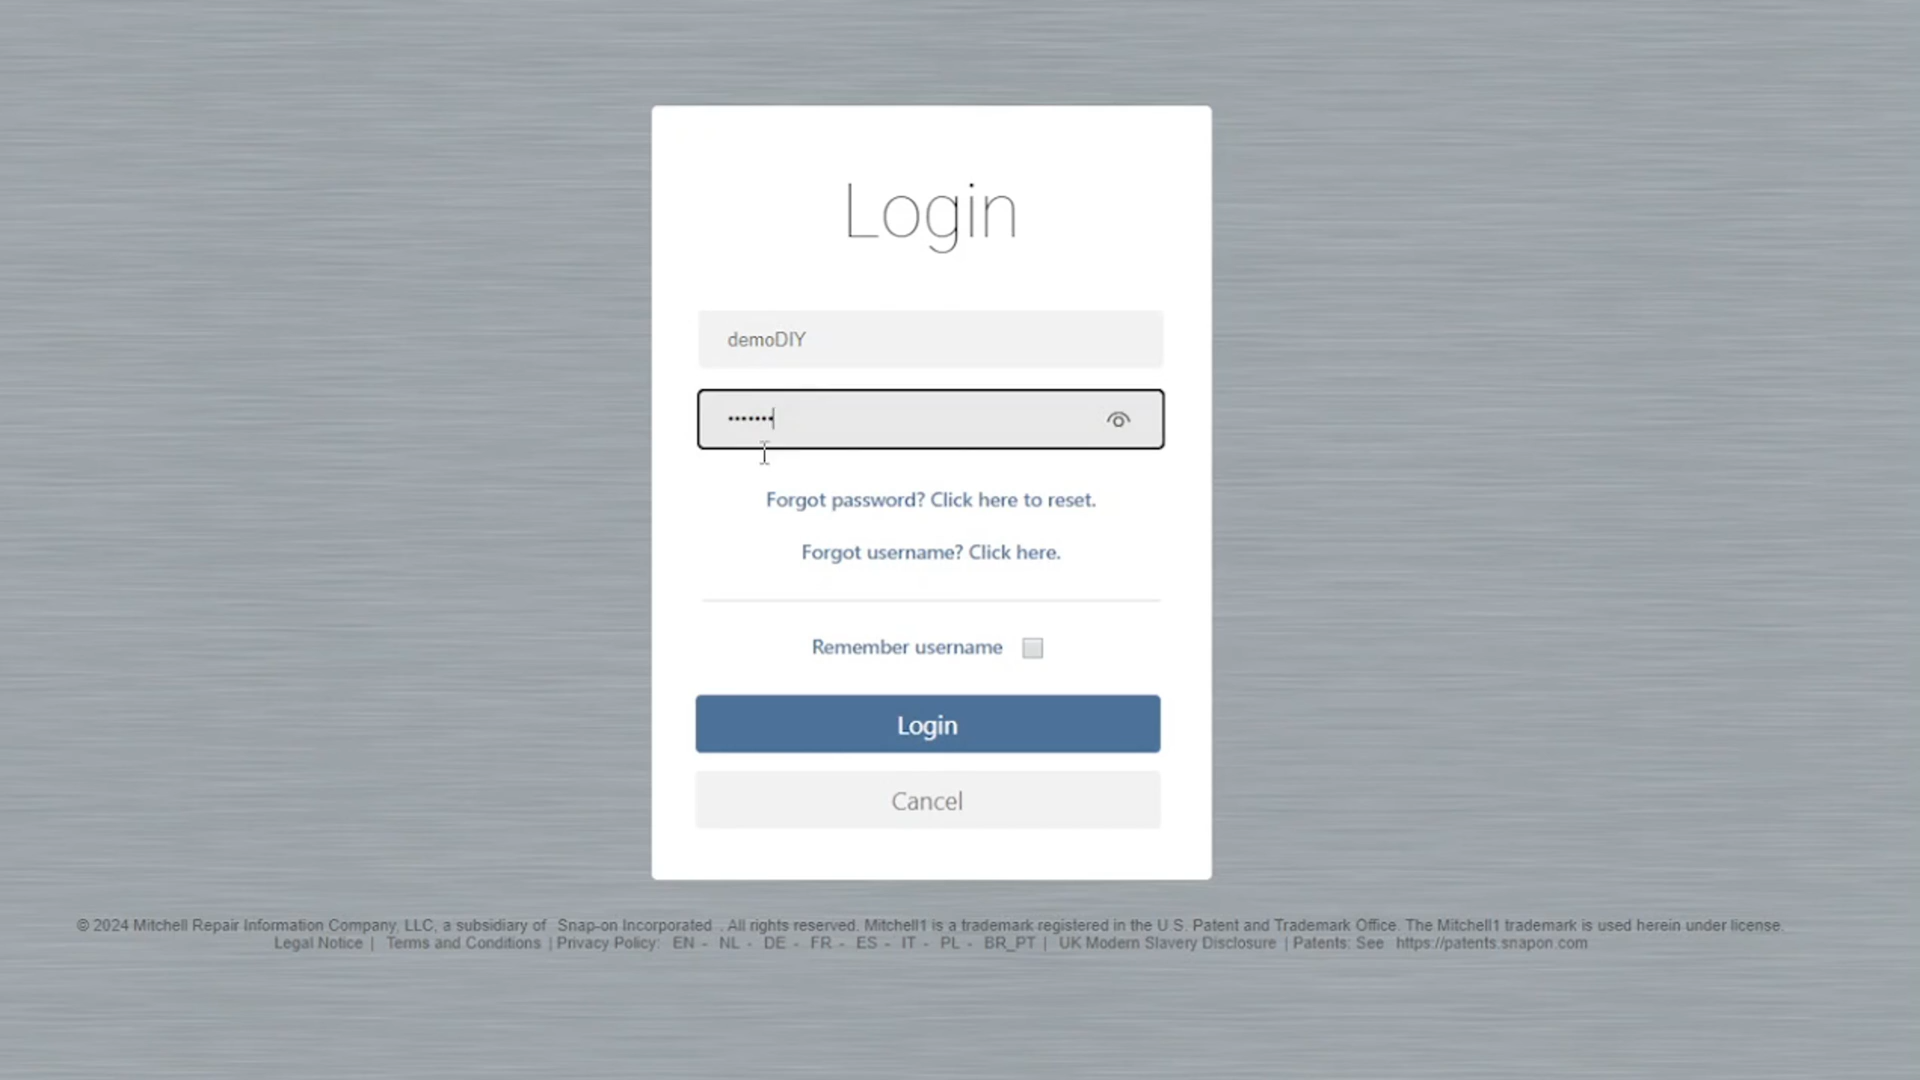 Login
demoDIY
•••••••
Forgot password? Click here to reset.
Forgot username? Click here.
Remember username
Login
Cancel
© 2024 Mitchell Repair Information Company, LLC, a subsidiary of Snap-on Incorporated . All rights reserved. Mitchell1 is a trademark registered in the U.S. Patent and Trademark Office. The Mitchell1 trademark is used herein under license.
Legal Notice | Terms and Conditions | Privacy Policy: EN - NL - DE - FR - ES - IT - PL - BR_PT | UK Modern Slavery Disclosure | Patents: See https://patents.snapon.com